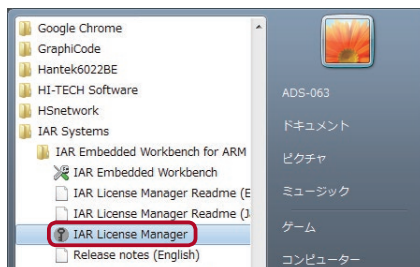 Google Chrome
GraphiCode
Hantek6022BE
HI-TECH Software
HSnetwork
IAR Systems
IAR Embedded Workbench for ARM
IAR Embedded Workbench
IAR License Manager Readme (E
IAR License Manager Readme (J
IAR License Manager
Release notes (English)
ADS-063
ドキュメント
ピクチャ
ミュージック
ゲーム
コンピューター